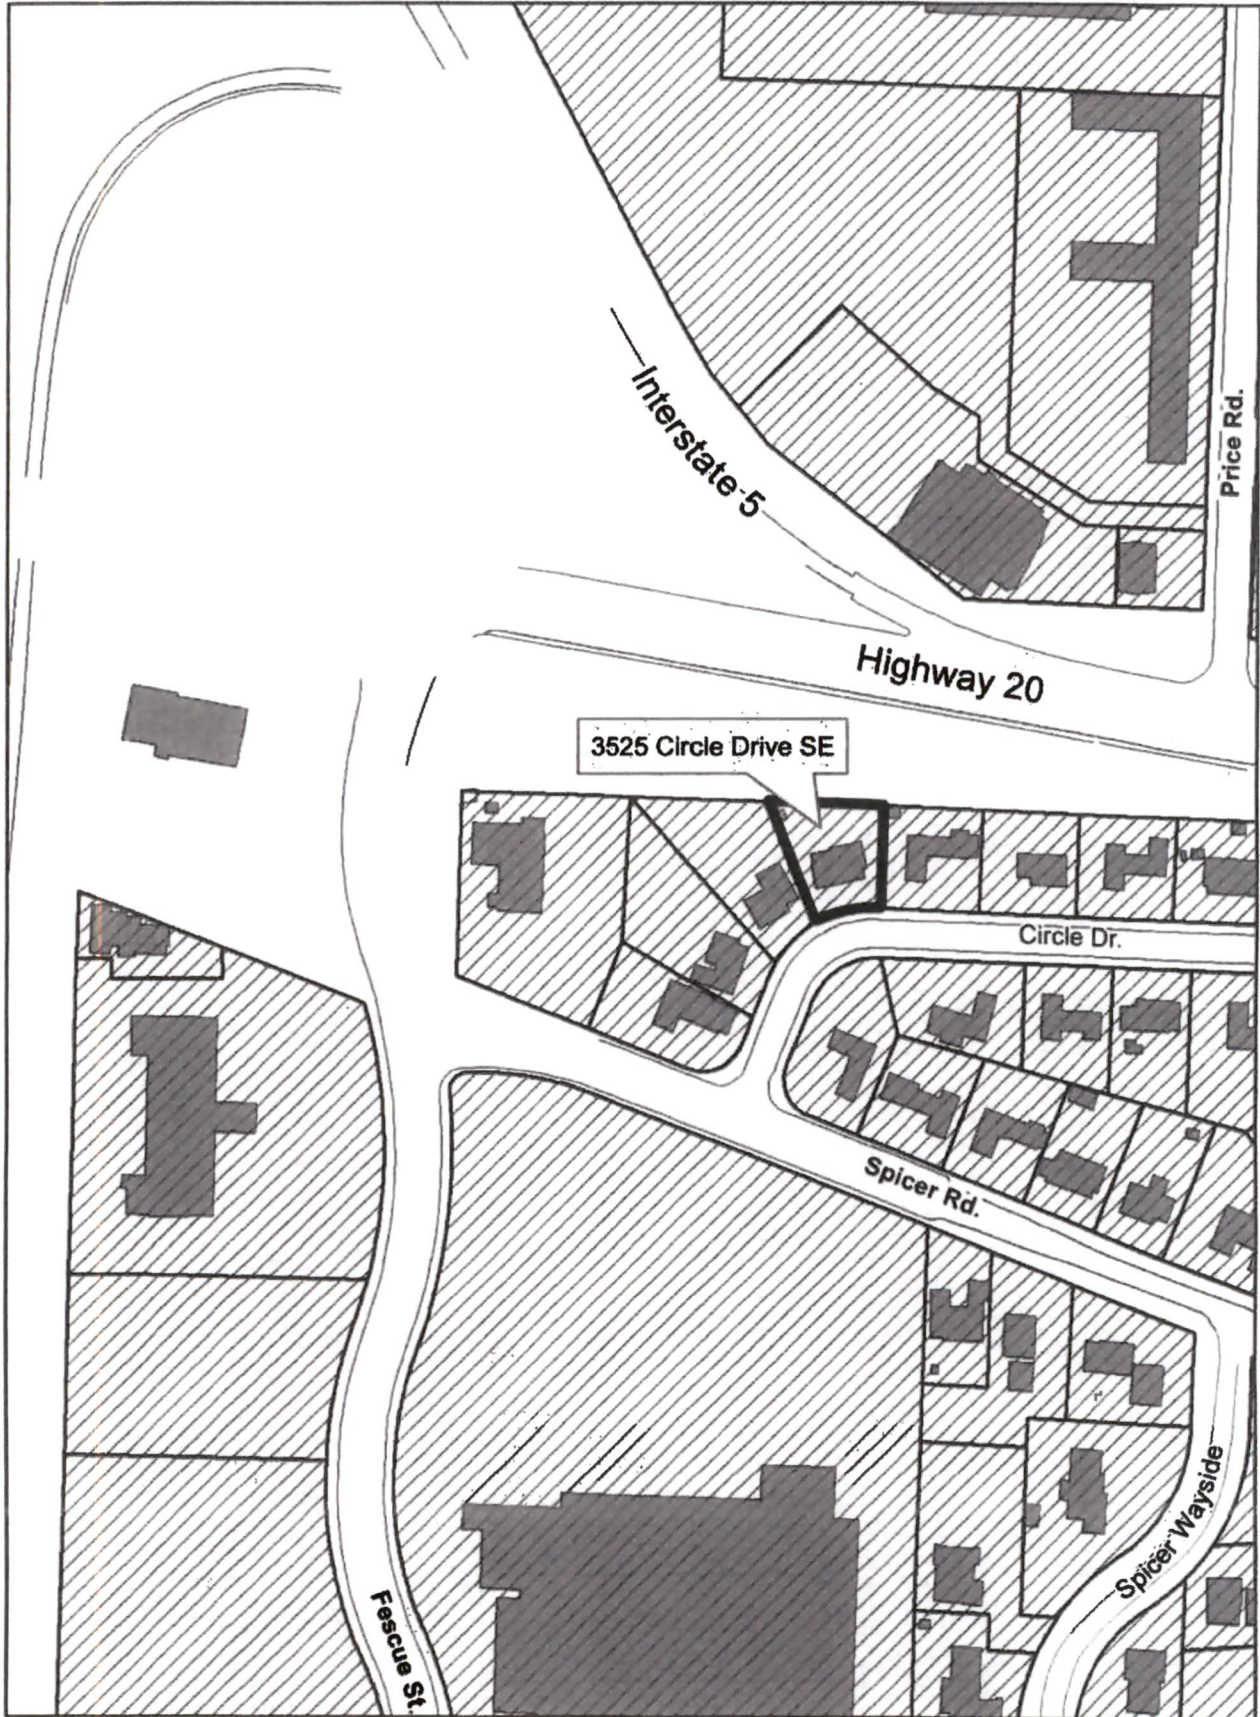 Interstate 5
Price Rd.
Highway 20
3525 Circle Drive SE
Circle Dr.
Spicer Rd.
Spicer Wayside
Fescue St.